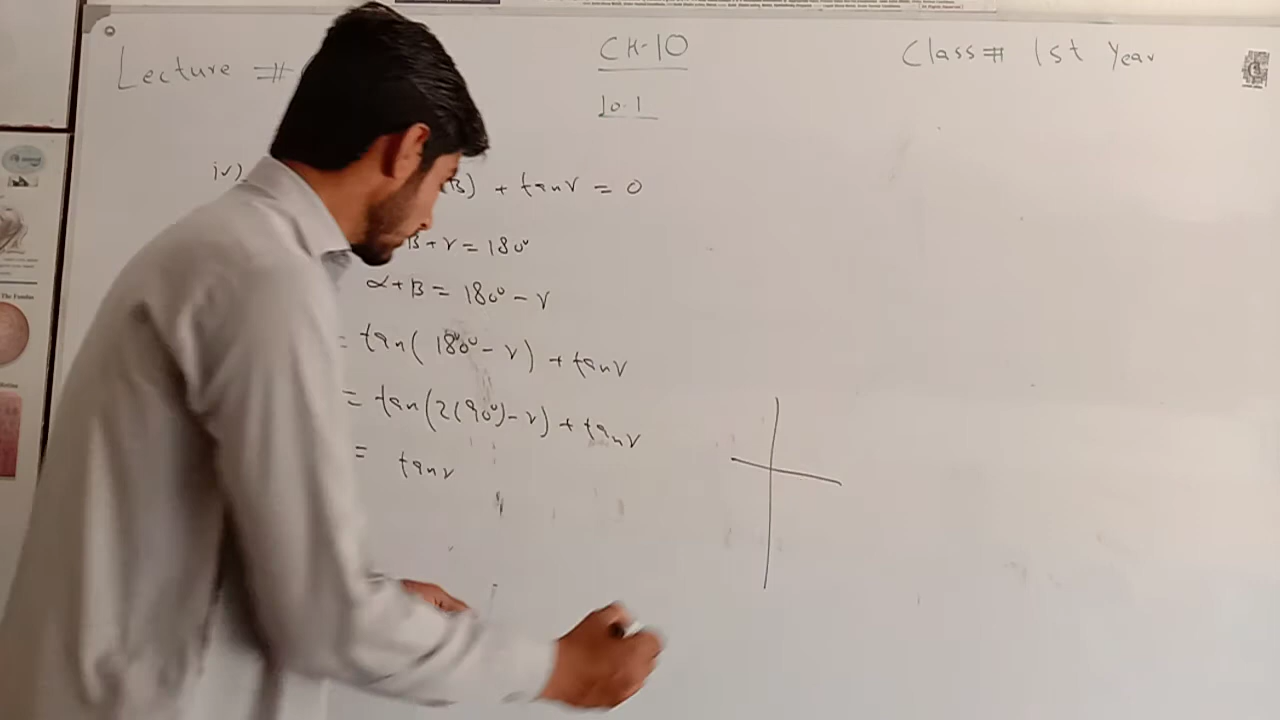 Lecture #
CH-10
Class# 1st Year
10.1
iv) B) + tanγ = 0
B + γ = 180°
α + B = 180° - γ
= tan( 180° - γ) + tanγ
= tan(2(90°) - γ) + tanγ
= tanγ